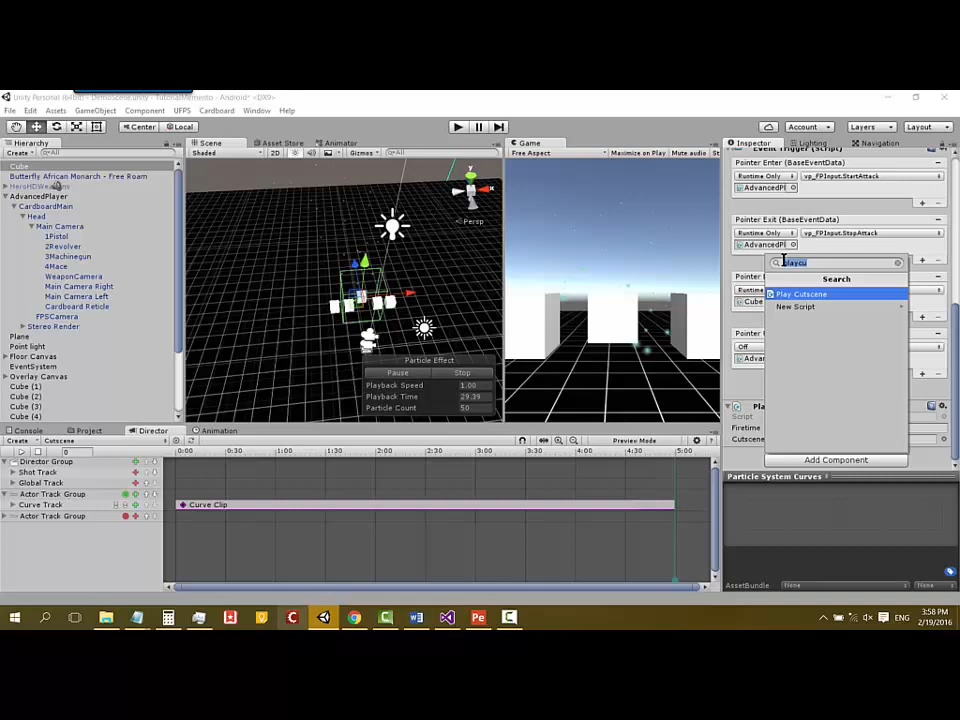 Unity Personal (64bit) - DemoScene.unity - TutorialMemento - Android* <DX9>
File Edit Assets GameObject Component UFPS Cardboard Window Help
Center Local Account Layers Layout
Hierarchy Scene Asset Store Animator Game Inspector Lighting Navigation
Create All Shaded 2D Gizmos All Free Aspect Maximize on Play Mute audio
Cube
Butterfly African Monarch - Free Roam
AdvancedPlayer
CardboardMain
Head
Main Camera
1Pistol
2Revolver
3Machinegun
4Mace
WeaponCamera
Main Camera Right
Main Camera Left
Cardboard Reticle
FPSCamera
Stereo Render
Plane
Point light
Floor Canvas
EventSystem
Overlay Canvas
Cube (1)
Cube (2)
Cube (3)
Cube (4)
y
x
Persp
Particle Effect
Pause Stop
Playback Speed 1.00
Playback Time 29.39
Particle Count 50
Pointer Enter (BaseEventData)
Runtime Only vp_FPInput.StartAttack
AdvancedPl
Pointer Exit (BaseEventData)
Runtime Only vp_FPInput.StopAttack
AdvancedPl
playcu
Search
Play Cutscene
New Script
Cube
Off
Script
Firetime
Cutscene
Add Component
Console Project Director Animation
Create Cutscene 0 0:00 0:30 1:00 1:30 2:00 2:30 3:00 3:30 4:00 4:30 5:00 Preview Mode
Director Group
Shot Track
Global Track
Actor Track Group
Curve Track Curve Clip
Actor Track Group
Particle System Curves
AssetBundle None None
ENG
3:58 PM
2/19/2016